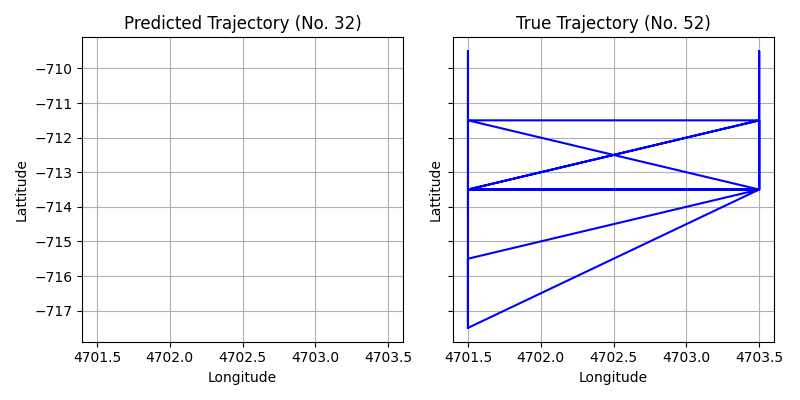 Predicted Trajectory (No. 32)
−710
−711
−712
−713
−714
−715
−716
−717
Lattitude
4701.5 4702.0 4702.5 4703.0 4703.5
Longitude
True Trajectory (No. 52)
Lattitude
4701.5 4702.0 4702.5 4703.0 4703.5
Longitude